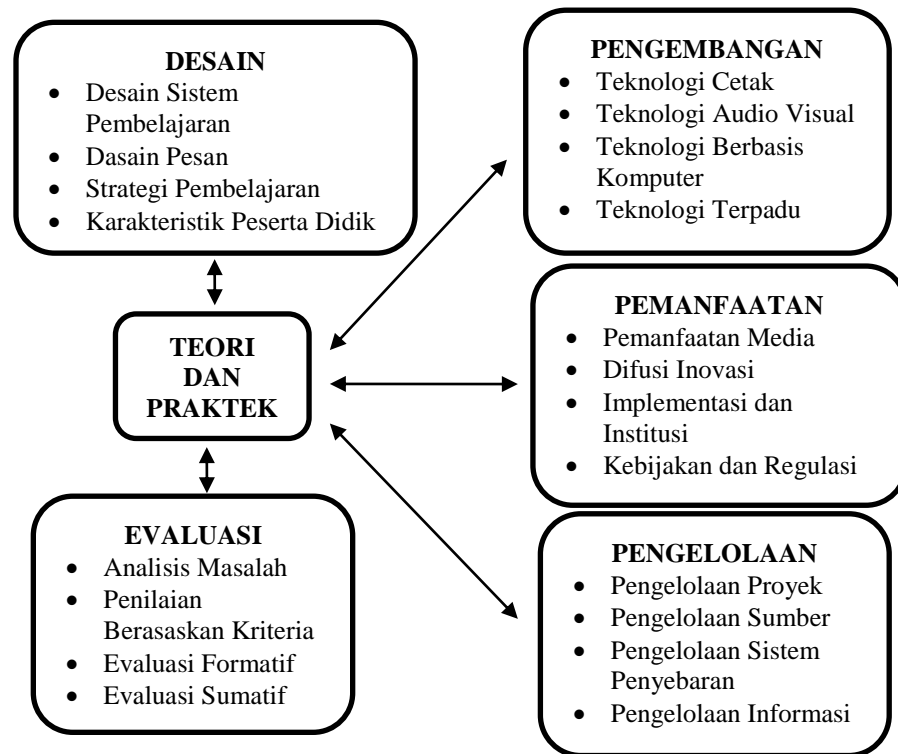 DESAIN
• Desain Sistem
Pembelajaran
• Dasain Pesan
• Strategi Pembelajaran
• Karakteristik Peserta Didik
PENGEMBANGAN
• Teknologi Cetak
• Teknologi Audio Visual
• Teknologi Berbasis
Komputer
• Teknologi Terpadu
TEORI
DAN
PRAKTEK
PEMANFAATAN
• Pemanfaatan Media
• Difusi Inovasi
• Implementasi dan
Institusi
• Kebijakan dan Regulasi
EVALUASI
• Analisis Masalah
• Penilaian
Berasaskan Kriteria
• Evaluasi Formatif
• Evaluasi Sumatif
PENGELOLAAN
• Pengelolaan Proyek
• Pengelolaan Sumber
• Pengelolaan Sistem
Penyebaran
• Pengelolaan Informasi